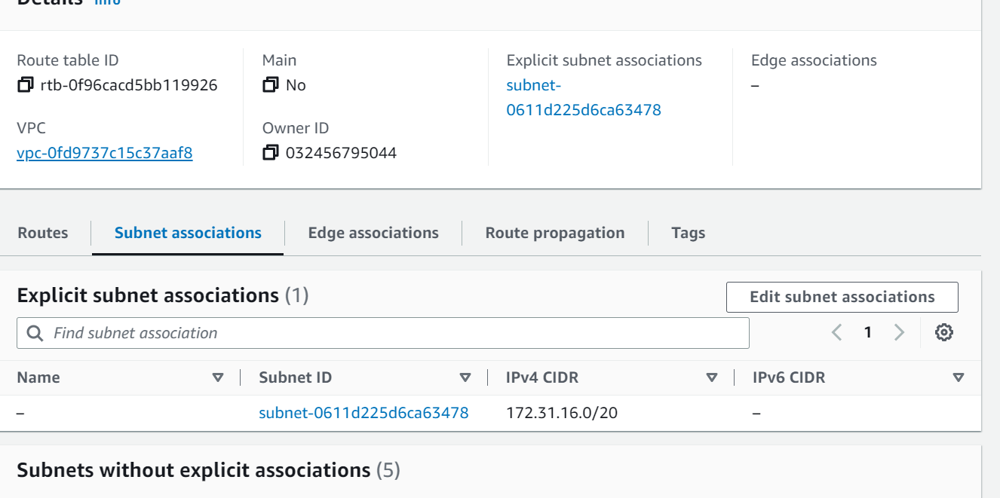 Details Info
Route table ID
rtb-0f96cacd5bb119926
Main
No
Explicit subnet associations
subnet-
0611d225d6ca63478
Edge associations
–
VPC
vpc-0fd9737c15c37aaf8
Owner ID
032456795044
Routes Subnet associations Edge associations Route propagation Tags
Explicit subnet associations (1)
Edit subnet associations
Find subnet association
1
Name Subnet ID IPv4 CIDR IPv6 CIDR
– subnet-0611d225d6ca63478 172.31.16.0/20 –
Subnets without explicit associations (5)